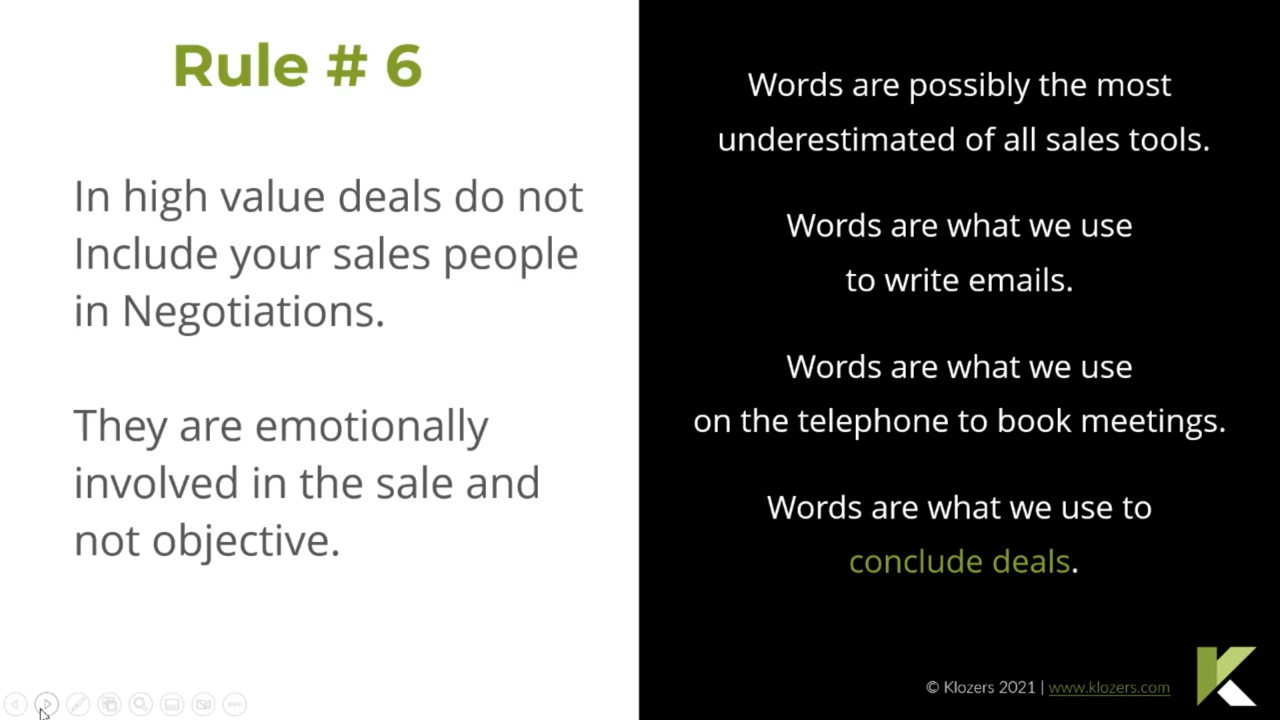 Rule # 6
In high value deals do not
Include your sales people
in Negotiations.
They are emotionally
involved in the sale and
not objective.
Words are possibly the most
underestimated of all sales tools.
Words are what we use
to write emails.
Words are what we use
on the telephone to book meetings.
Words are what we use to
conclude deals.
© Klozers 2021 | www.klozers.com